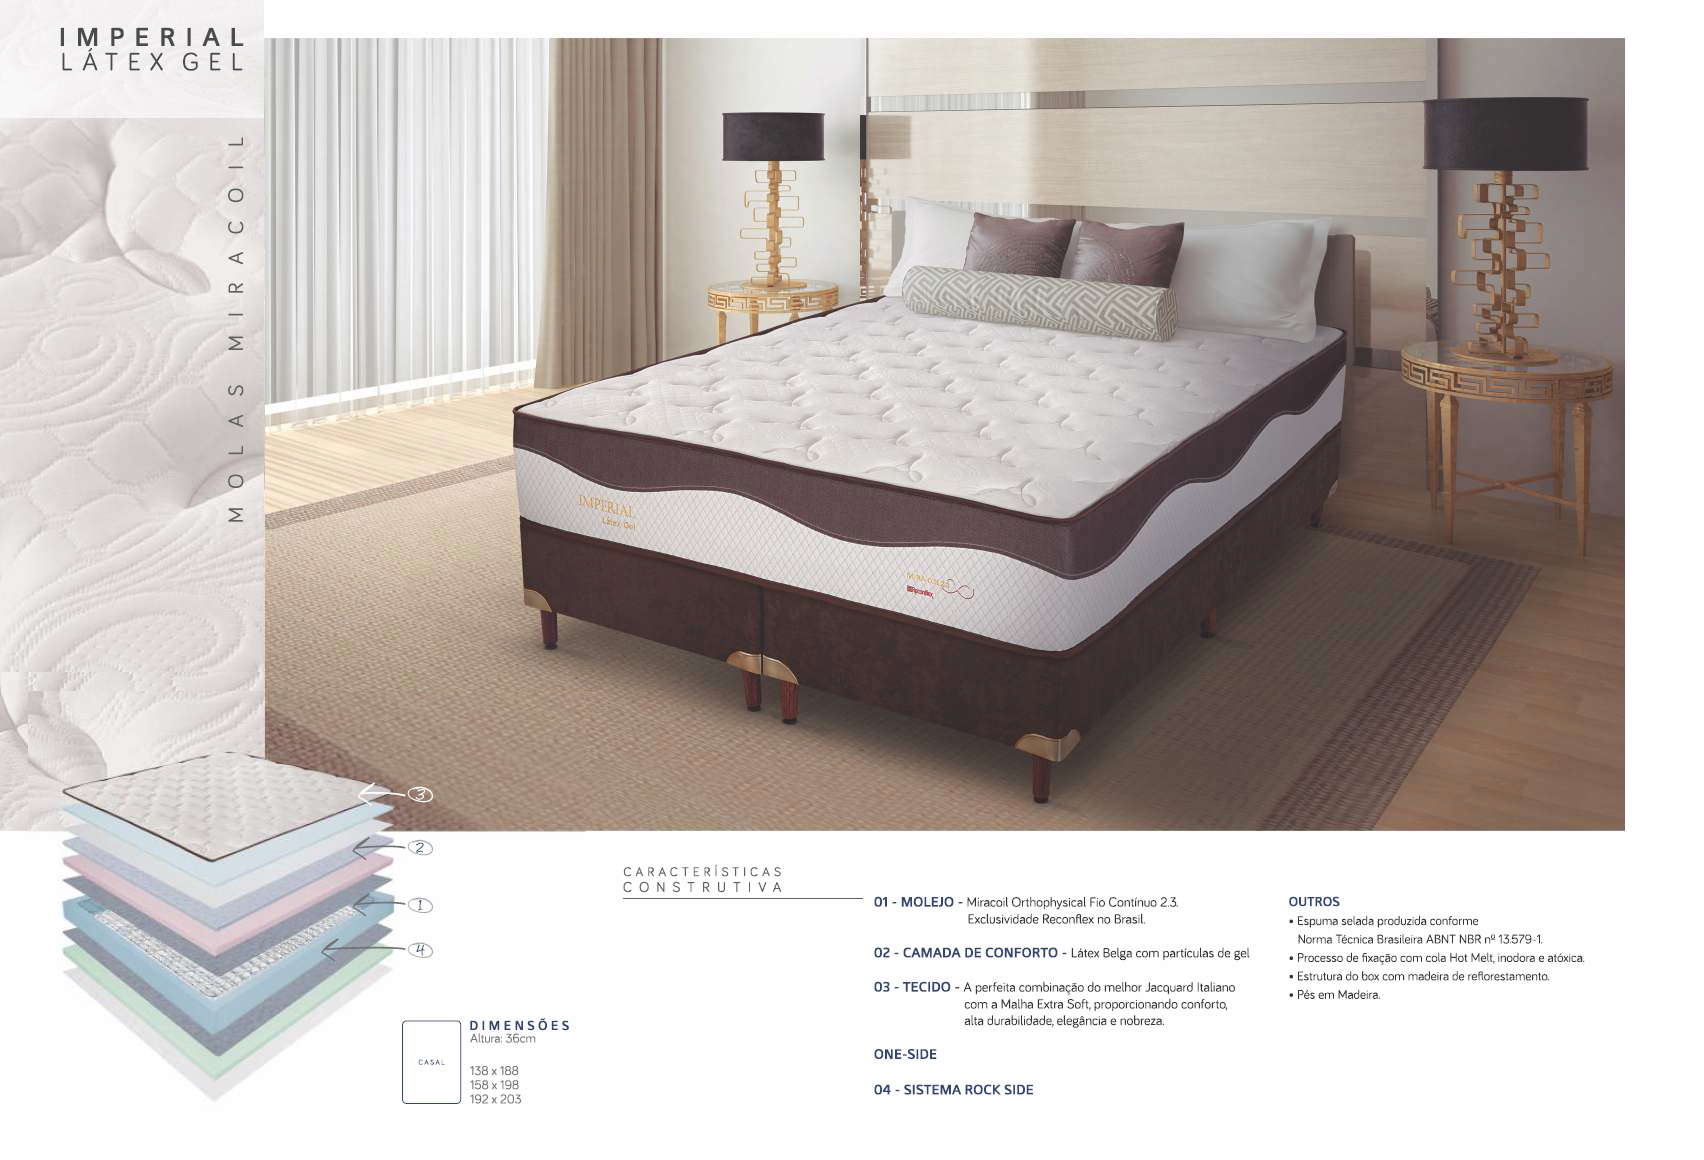 IMPERIAL
LÁTEX GEL
MOLAS MIRACOIL
IMPERIAL
Látex Gel
3
2
1
4
CARACTERÍSTICAS
CONSTRUTIVA
01 - MOLEJO - Miracoil Orthophysical Fio Contínuo 2.3.
Exclusividade Reconflex no Brasil.
02 - CAMADA DE CONFORTO - Látex Belga com partículas de gel
03 - TECIDO - A perfeita combinação do melhor Jacquard Italiano
com a Malha Extra Soft, proporcionando conforto,
alta durabilidade, elegância e nobreza.
ONE-SIDE
04 - SISTEMA ROCK SIDE
OUTROS
• Espuma selada produzida conforme
Norma Técnica Brasileira ABNT NBR nº 13.579-1.
• Processo de fixação com cola Hot Melt, inodora e atóxica.
• Estrutura do box com madeira de reflorestamento.
• Pés em Madeira.
CASAL
DIMENSÕES
Altura: 36cm
138 x 188
158 x 198
192 x 203